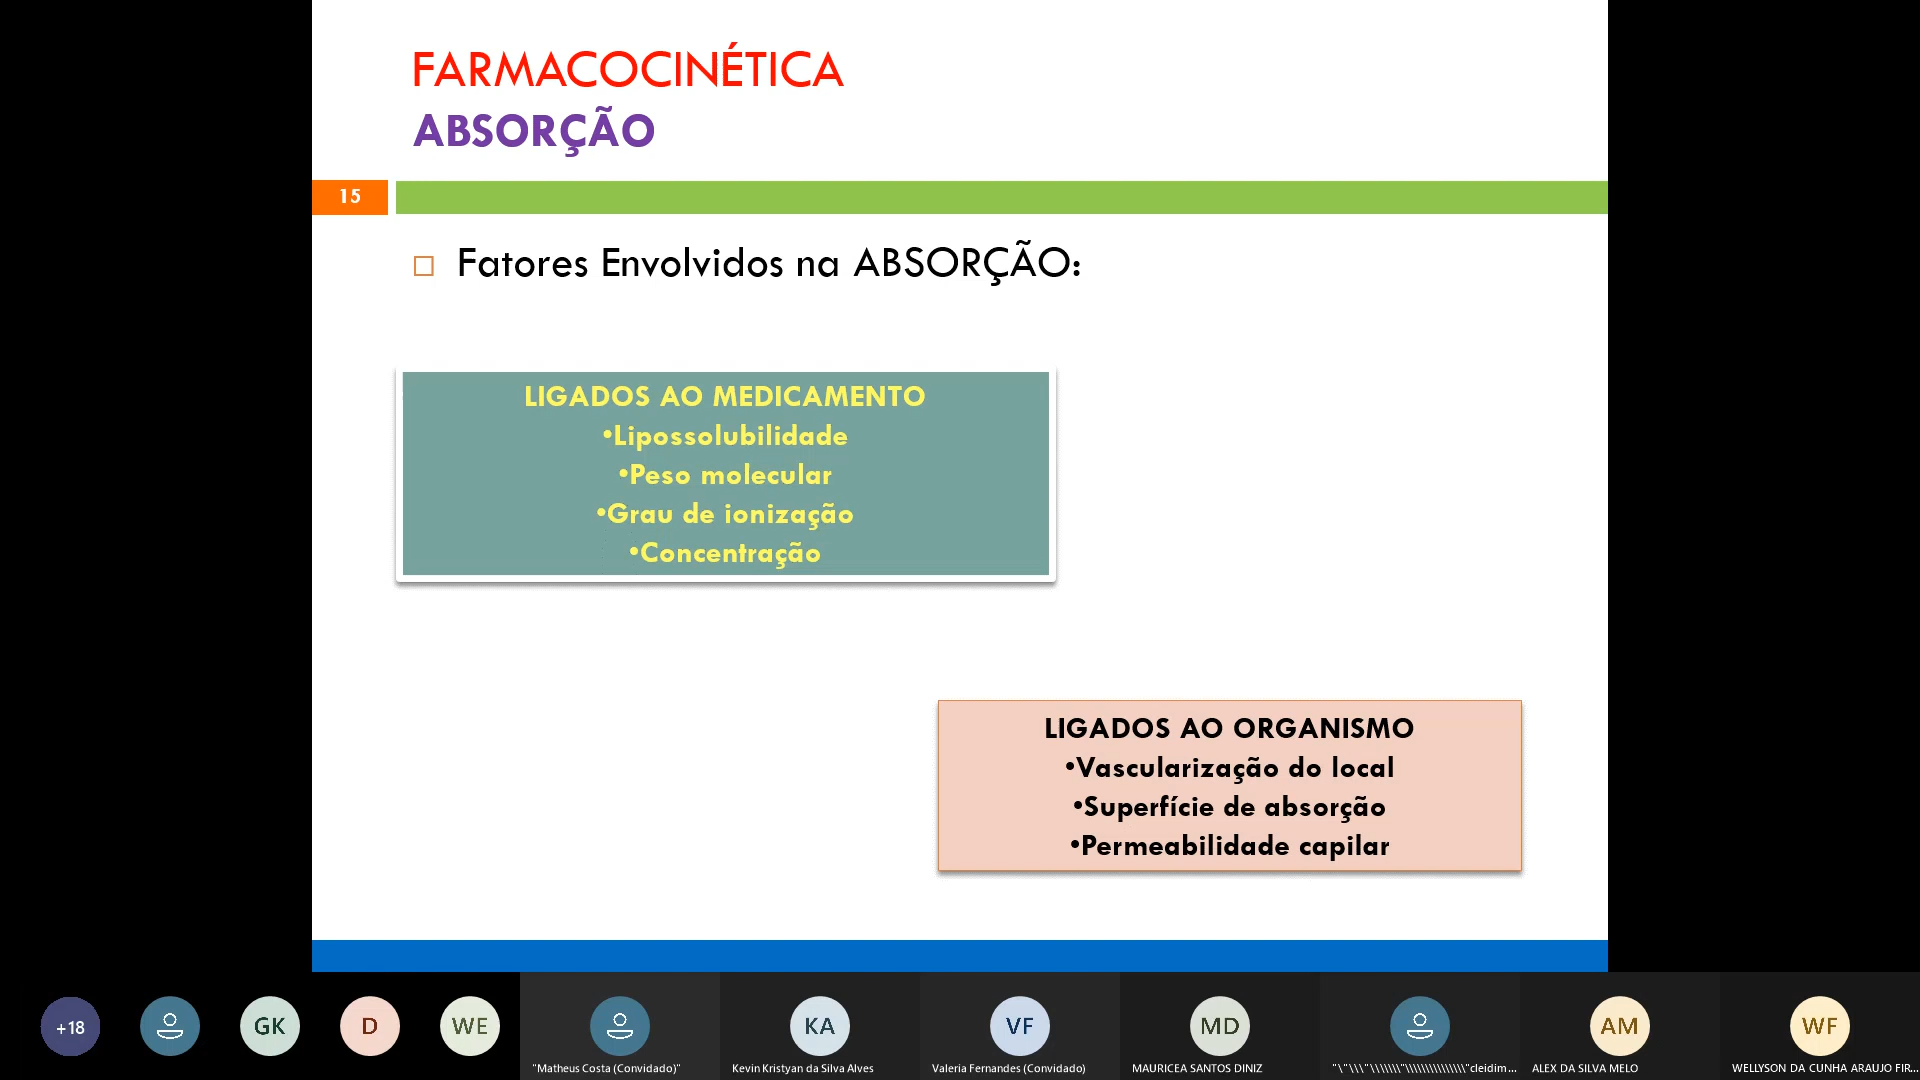 FARMACOCINÉTICA
ABSORÇÃO
15
Fatores Envolvidos na ABSORÇÃO:
LIGADOS AO MEDICAMENTO
•Lipossolubilidade
•Peso molecular
•Grau de ionização
•Concentração
LIGADOS AO ORGANISMO
•Vascularização do local
•Superfície de absorção
•Permeabilidade capilar
+18
GK
D
WE
KA
VF
MD
AM
WF
"Matheus Costa (Convidado)"
Kevin Kristyan da Silva Alves
Valeria Fernandes (Convidado)
MAURICEA SANTOS DINIZ
"cleidim...
ALEX DA SILVA MELO
WELLYSON DA CUNHA ARAUJO FIR...